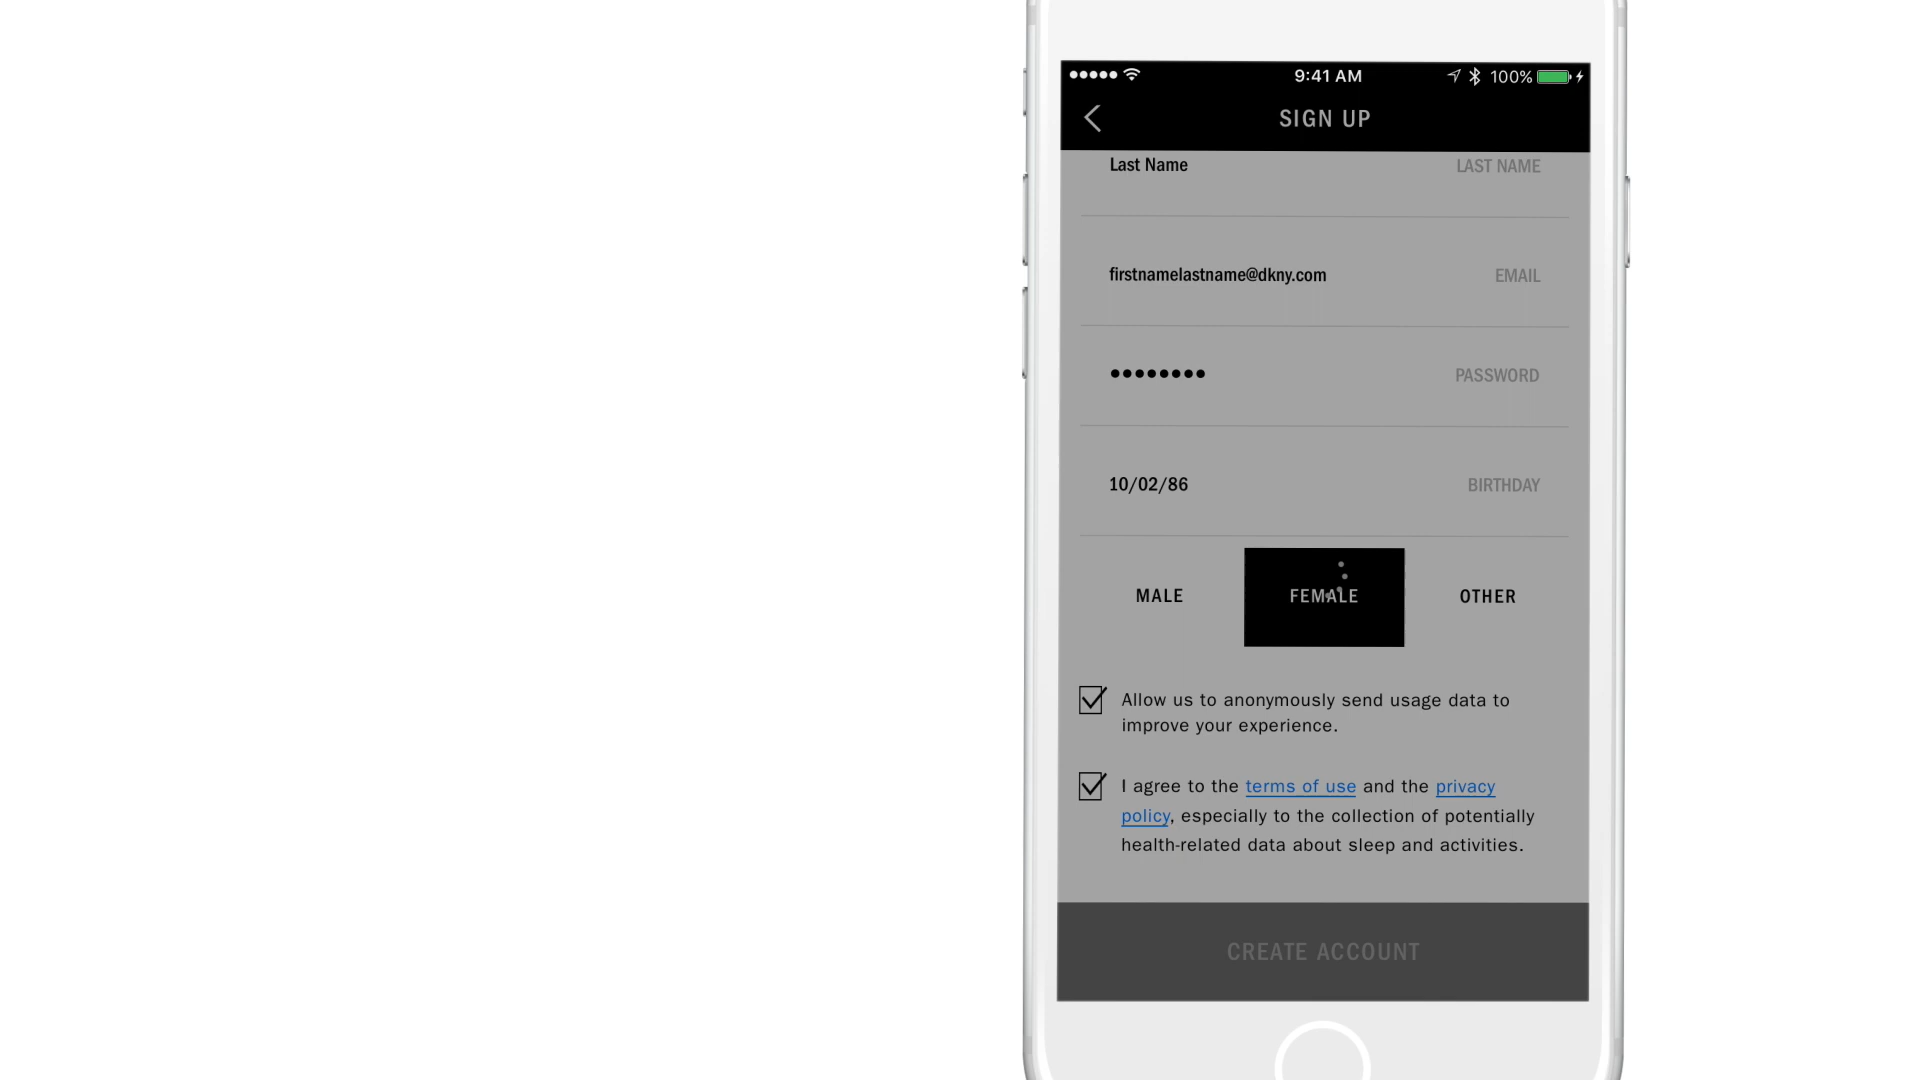 9:41 AM 100%
SIGN UP
Last Name LAST NAME
firstnamelastname@dkny.com EMAIL
•••••••• PASSWORD
10/02/86 BIRTHDAY
MALE FEMALE OTHER
Allow us to anonymously send usage data to
improve your experience.
I agree to the terms of use and the privacy
policy, especially to the collection of potentially
health-related data about sleep and activities.
CREATE ACCOUNT